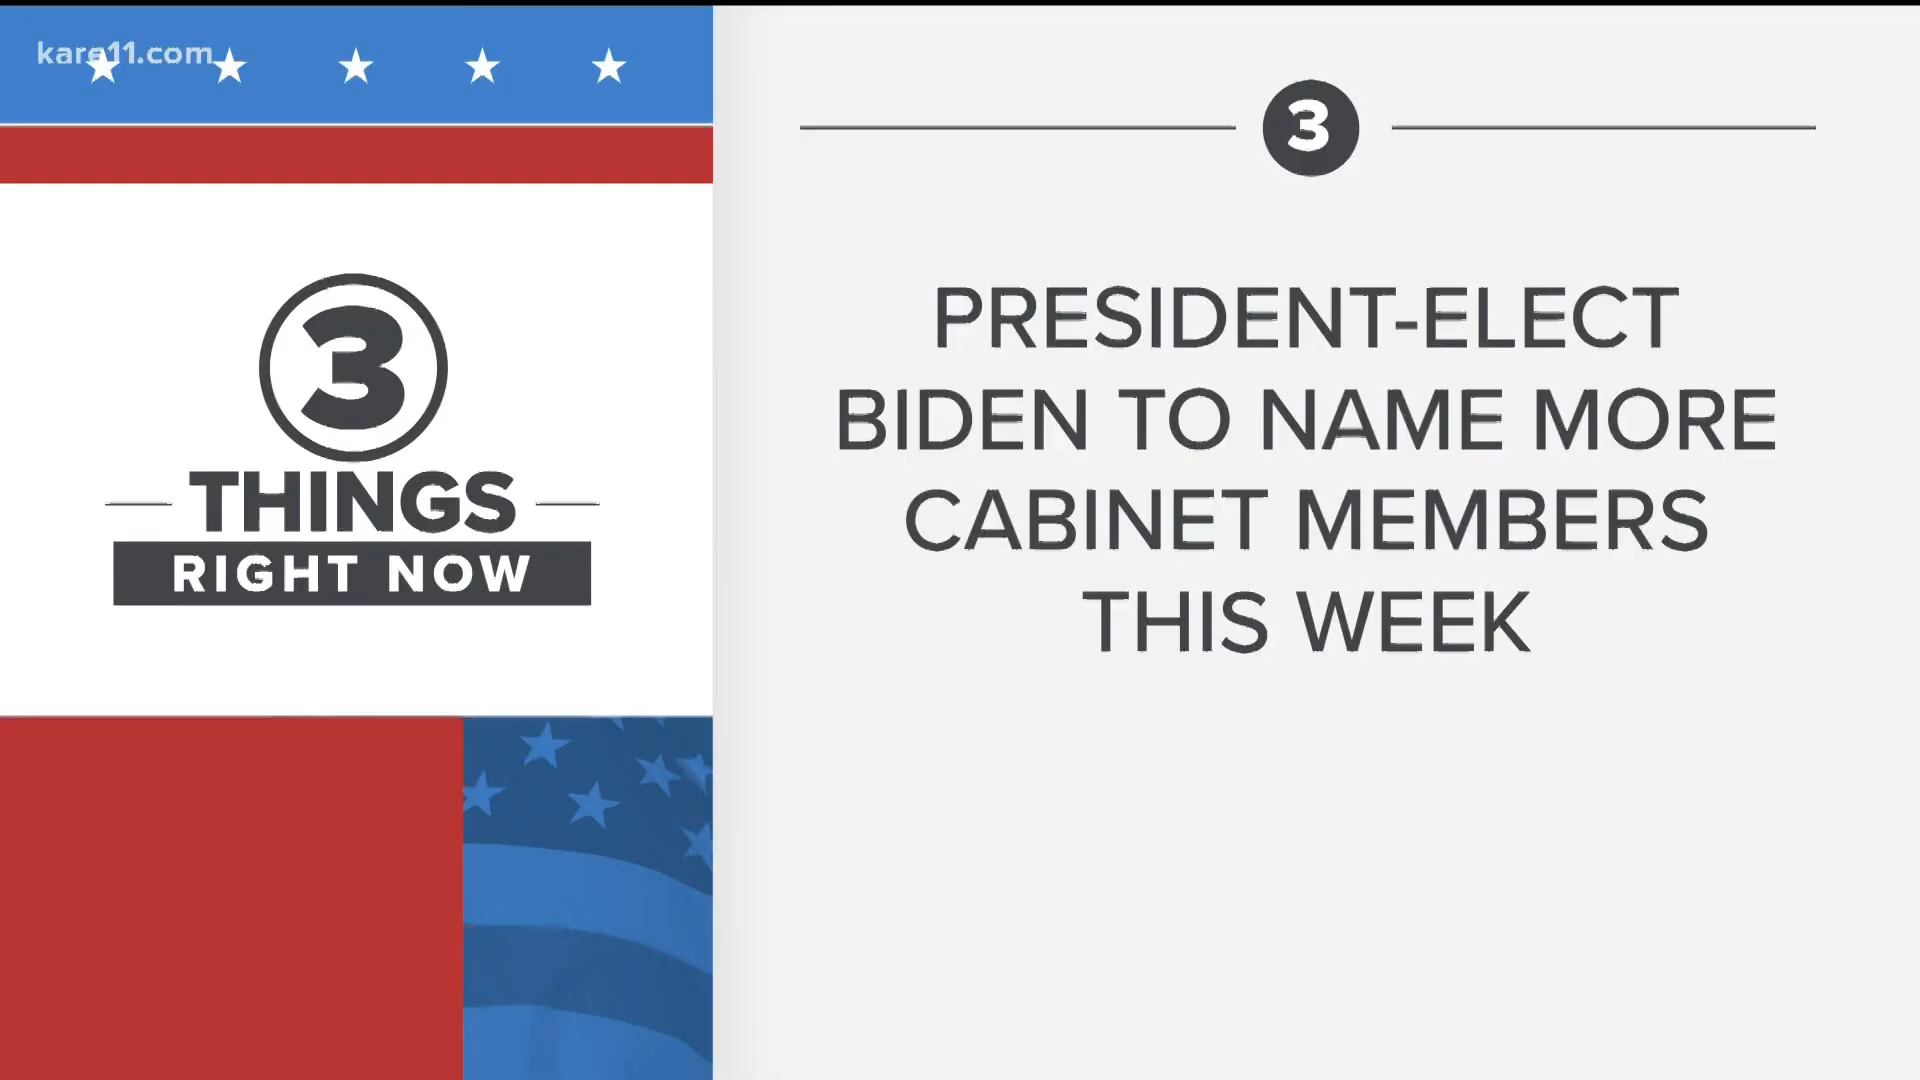 kare11.com
3
THINGS
RIGHT NOW
3
PRESIDENT-ELECT
BIDEN TO NAME MORE
CABINET MEMBERS
THIS WEEK